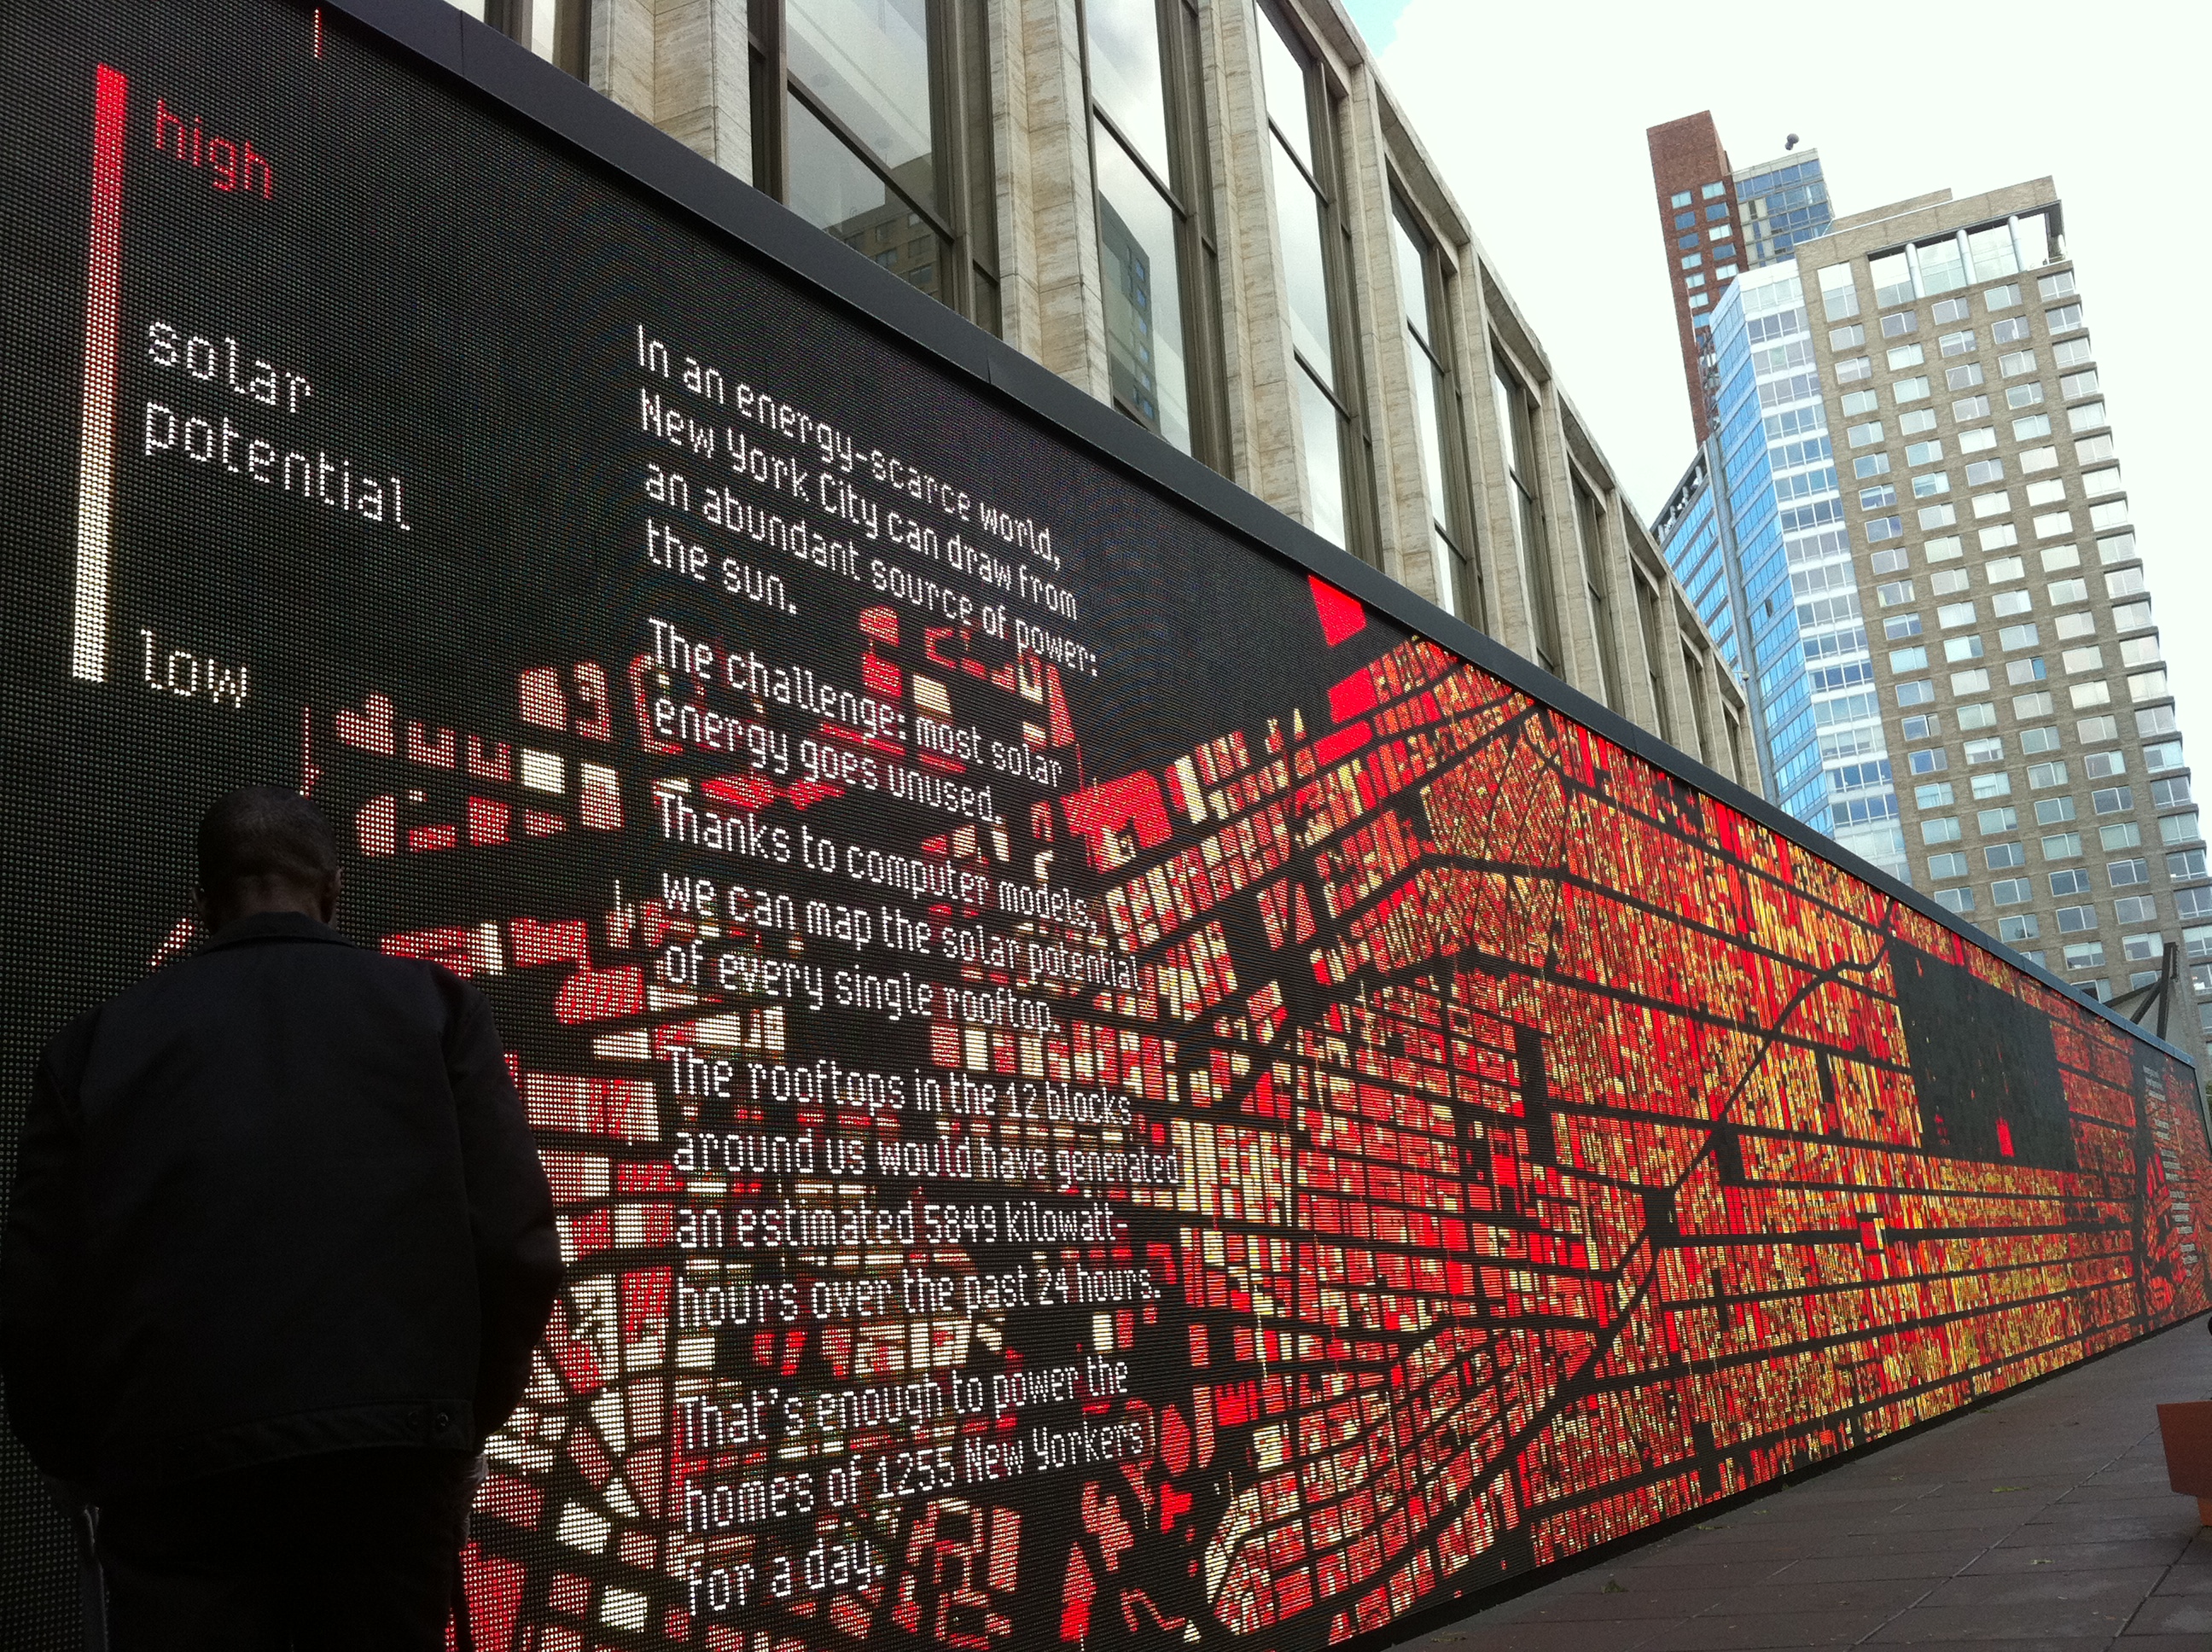 high
solar
potential
low
In an energy-scarce world,
New York City can draw from
an abundant source of power:
the sun.
The challenge: most solar
energy goes unused.
Thanks to computer models,
we can map the solar potential
of every single rooftop.
The rooftops in the 12 blocks
around us would have generated
an estimated 5849 kilowatt-
hours over the past 24 hours.
That's enough to power the
homes of 1255 New Yorkers
for a day.